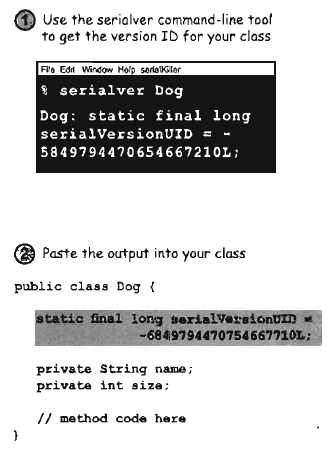 1 Use the serialver command-line tool
to get the version ID for your class
File Edit Window Help serialKiller
% serialver Dog
Dog: static final long
serialVersionUID = -
5849794470654667210L;
2 Paste the output into your class
public class Dog {
static final long serialVersionUID =
-6849794470754667710L;
private String name;
private int size;
// method code here
}